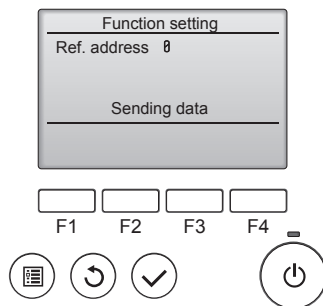 Function setting
Ref. address 0
Sending data
F1 F2 F3 F4